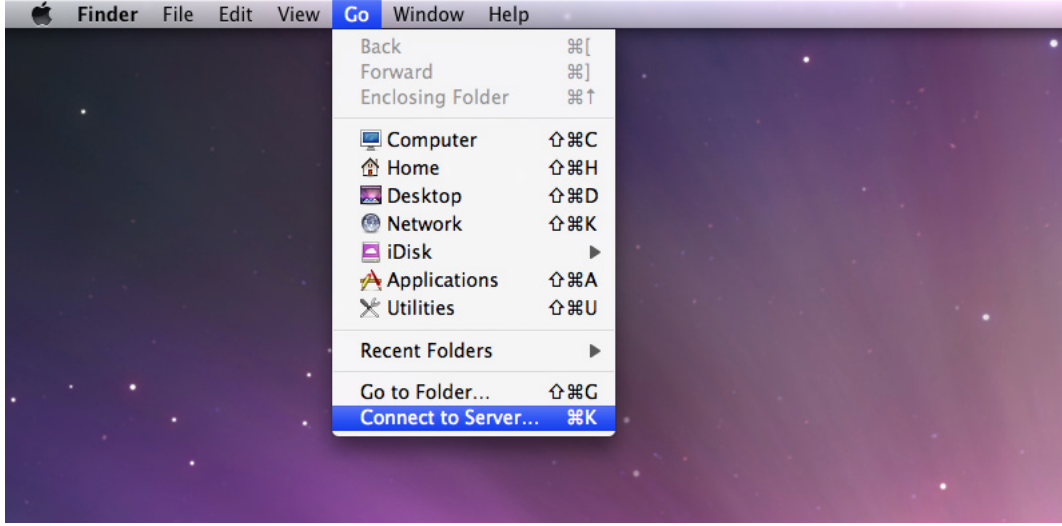 Finder File Edit View Go Window Help
Back ⌘[
Forward ⌘]
Enclosing Folder ⌘↑
Computer ⇧⌘C
Home ⇧⌘H
Desktop ⇧⌘D
Network ⇧⌘K
iDisk ▶
Applications ⇧⌘A
Utilities ⇧⌘U
Recent Folders ▶
Go to Folder... ⇧⌘G
Connect to Server... ⌘K